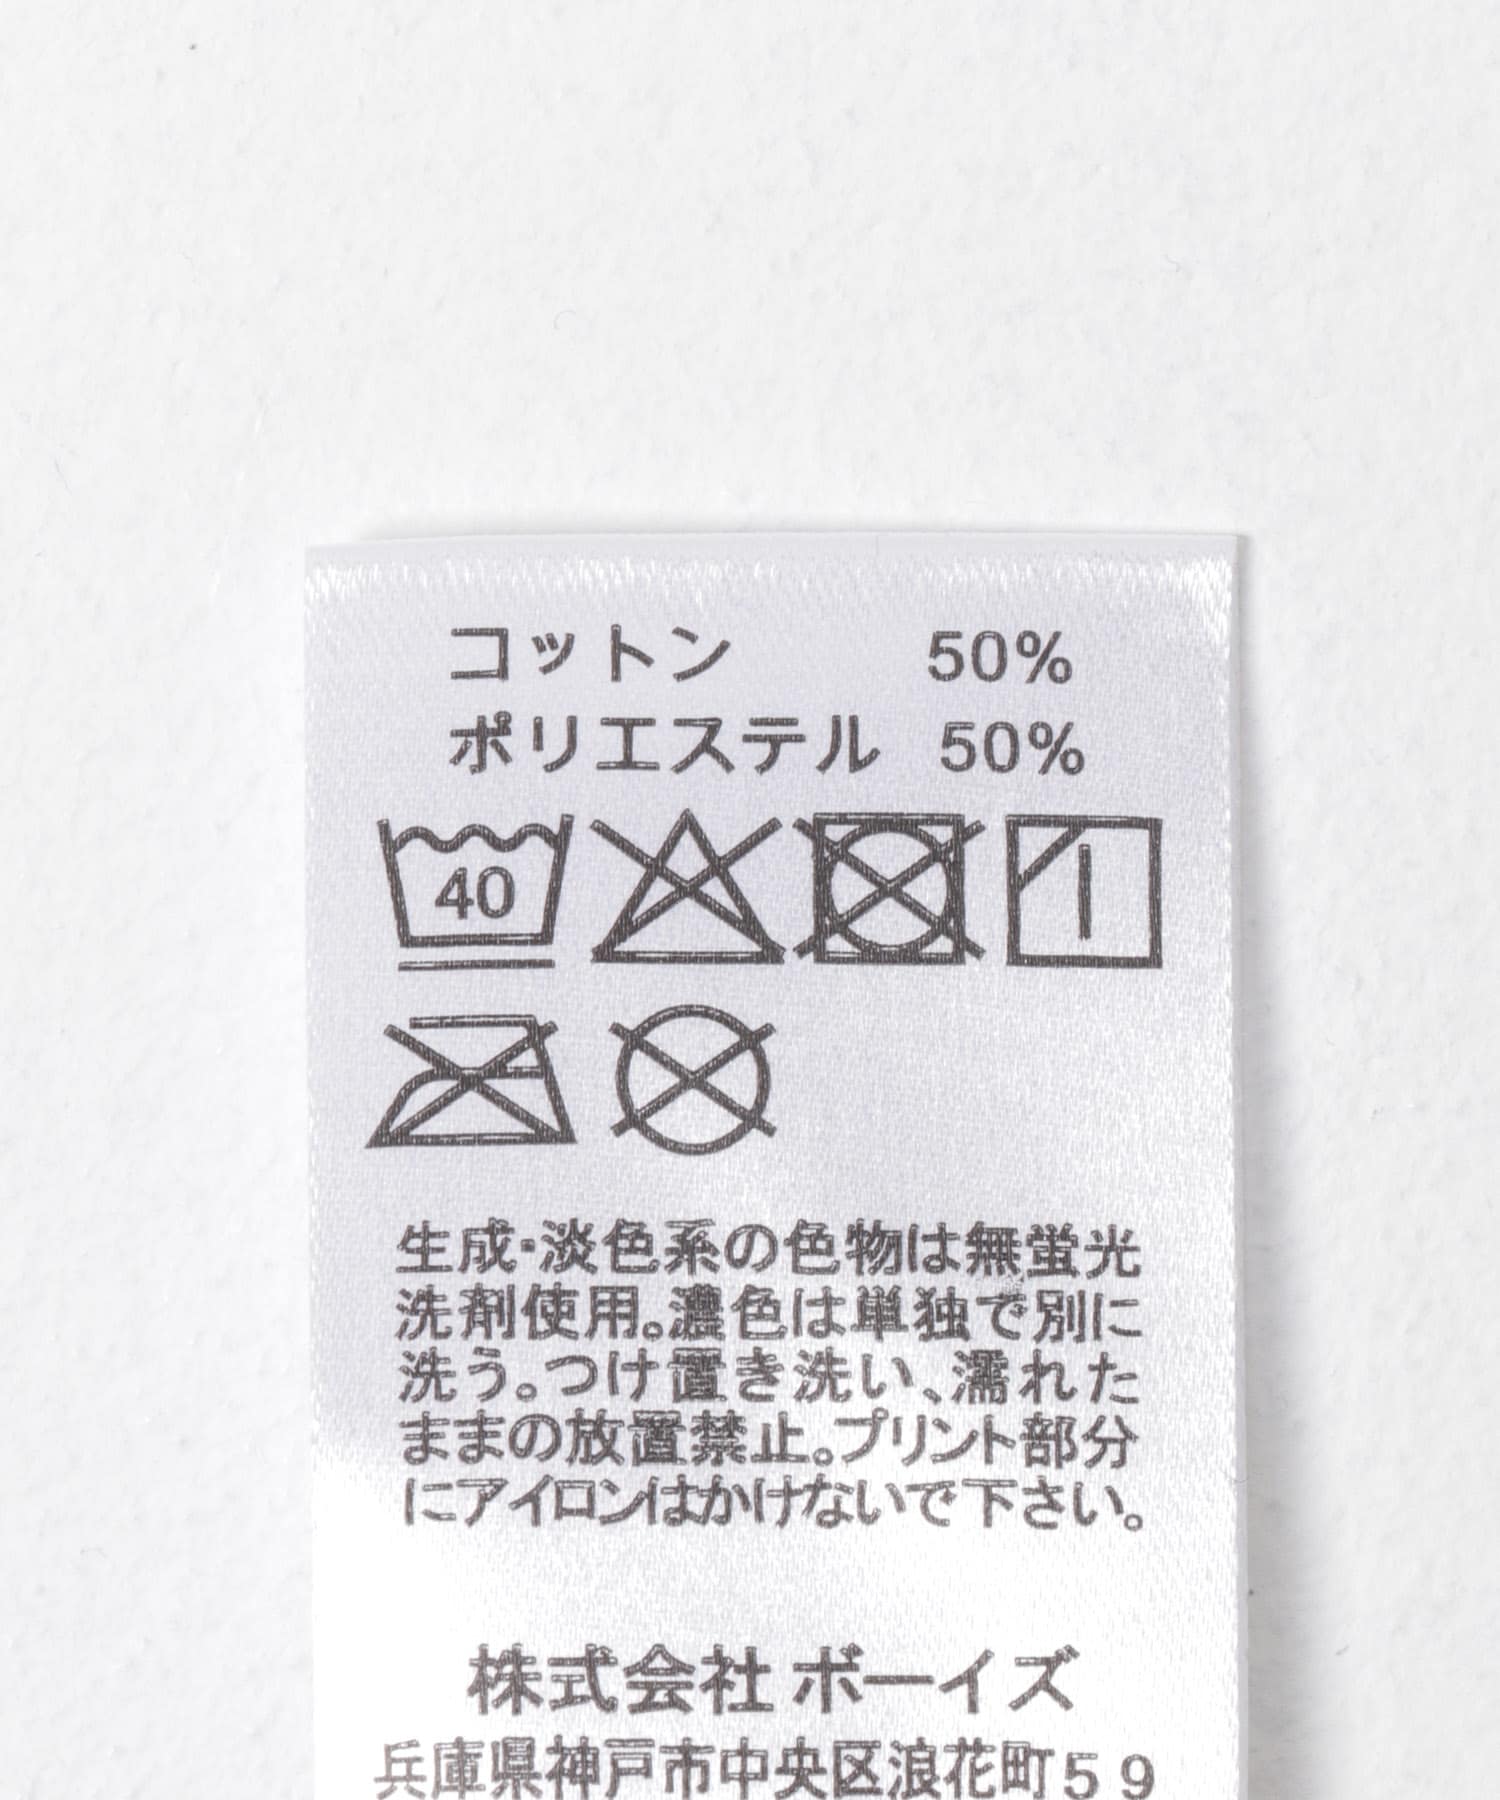 コットン 50%
ポリエステル 50%
40
生成・淡色系の色物は無蛍光
洗剤使用。濃色は単独で別に
洗う。つけ置き洗い、濡れた
ままの放置禁止。プリント部分
にアイロンはかけないで下さい。
株式会社 ボーイズ
兵庫県神戸市中央区浪花町59